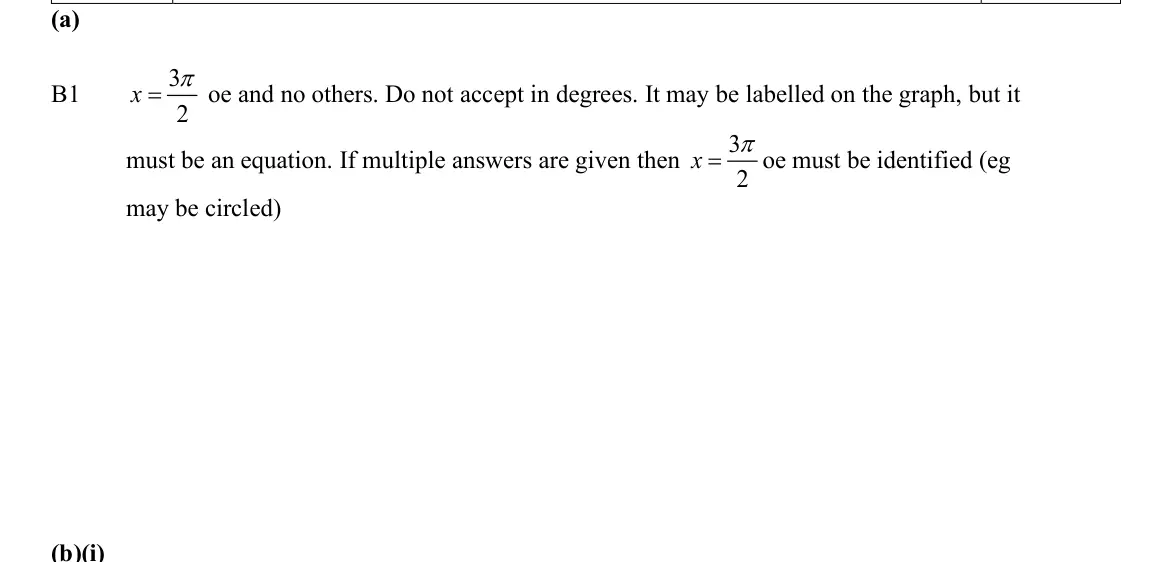 (a)
B1 x = 3π/2 oe and no others. Do not accept in degrees. It may be labelled on the graph, but it
must be an equation. If multiple answers are given then x = 3π/2 oe must be identified (eg
may be circled)
(b)(i)